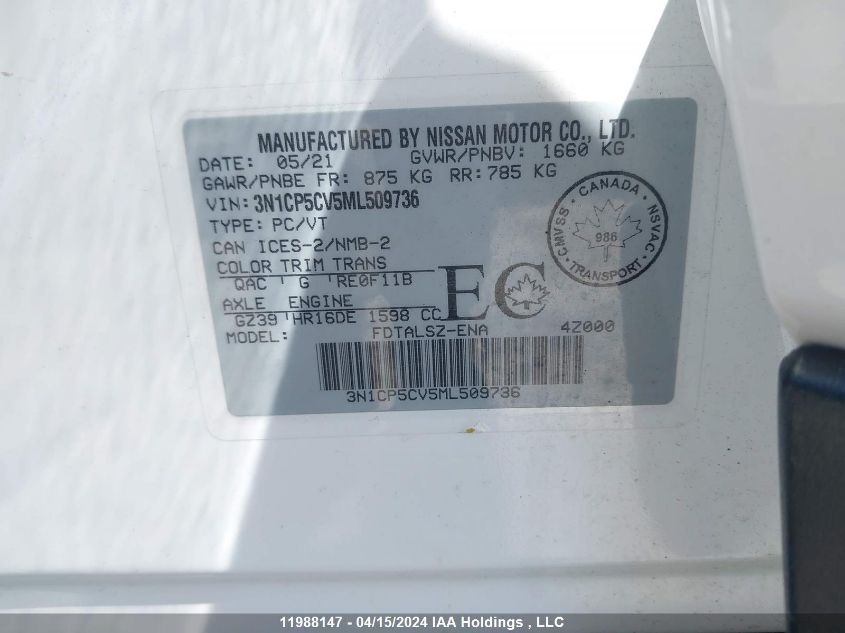 MANUFACTURED BY NISSAN MOTOR CO., LTD.
DATE: 05/21 GVWR/PNBV: 1660 KG
GAWR/PNBE FR: 875 KG RR: 785 KG
VIN: 3N1CP5CV5ML509736
TYPE: PC/VT
CAN ICES-2/NMB-2
COLOR TRIM TRANS
QAC G RE0F11B
AXLE ENGINE
GZ39 HR16DE 1598 CC
MODEL: FDTALSZ-ENA 4Z000
EC
CANADA
CMVSS 986 NSVAC
TRANSPORT
3N1CP5CV5ML509736
11988147 - 04/15/2024 IAA Holdings , LLC